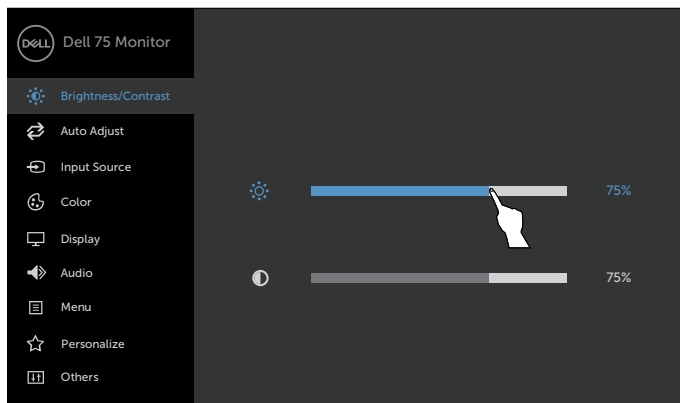 DELL
Dell 75 Monitor
Brightness/Contrast
Auto Adjust
Input Source
75%
Color
Display
Audio
75%
Menu
Personalize
Others